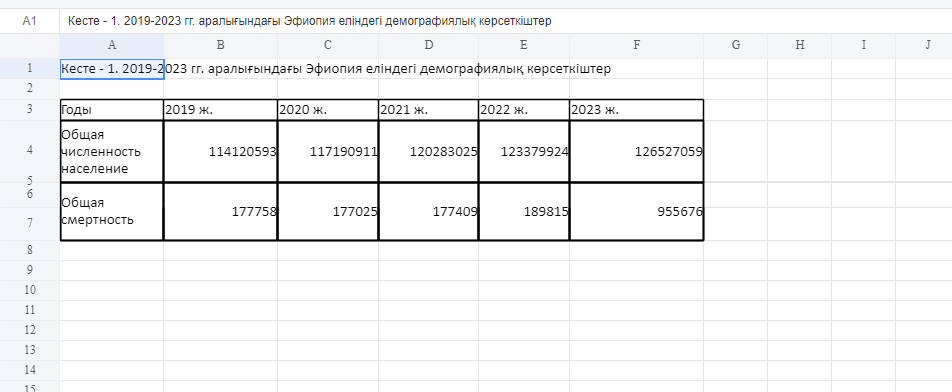 A1 Кесте - 1. 2019-2023 гг. аралығындағы Эфиопия еліндегі демографиялық көрсеткіштер
A B C D E F G H I J
1 Кесте - 1. 2019-2023 гг. аралығындағы Эфиопия еліндегі демографиялық көрсеткіштер
2
3 Годы 2019 ж. 2020 ж. 2021 ж. 2022 ж. 2023 ж.
Общая
4 численность 114120593 117190911 120283025 123379924 126527059
население
5
6 Общая
смертность 177758 177025 177409 189815 955676
7
8
9
10
11
12
13
14
15